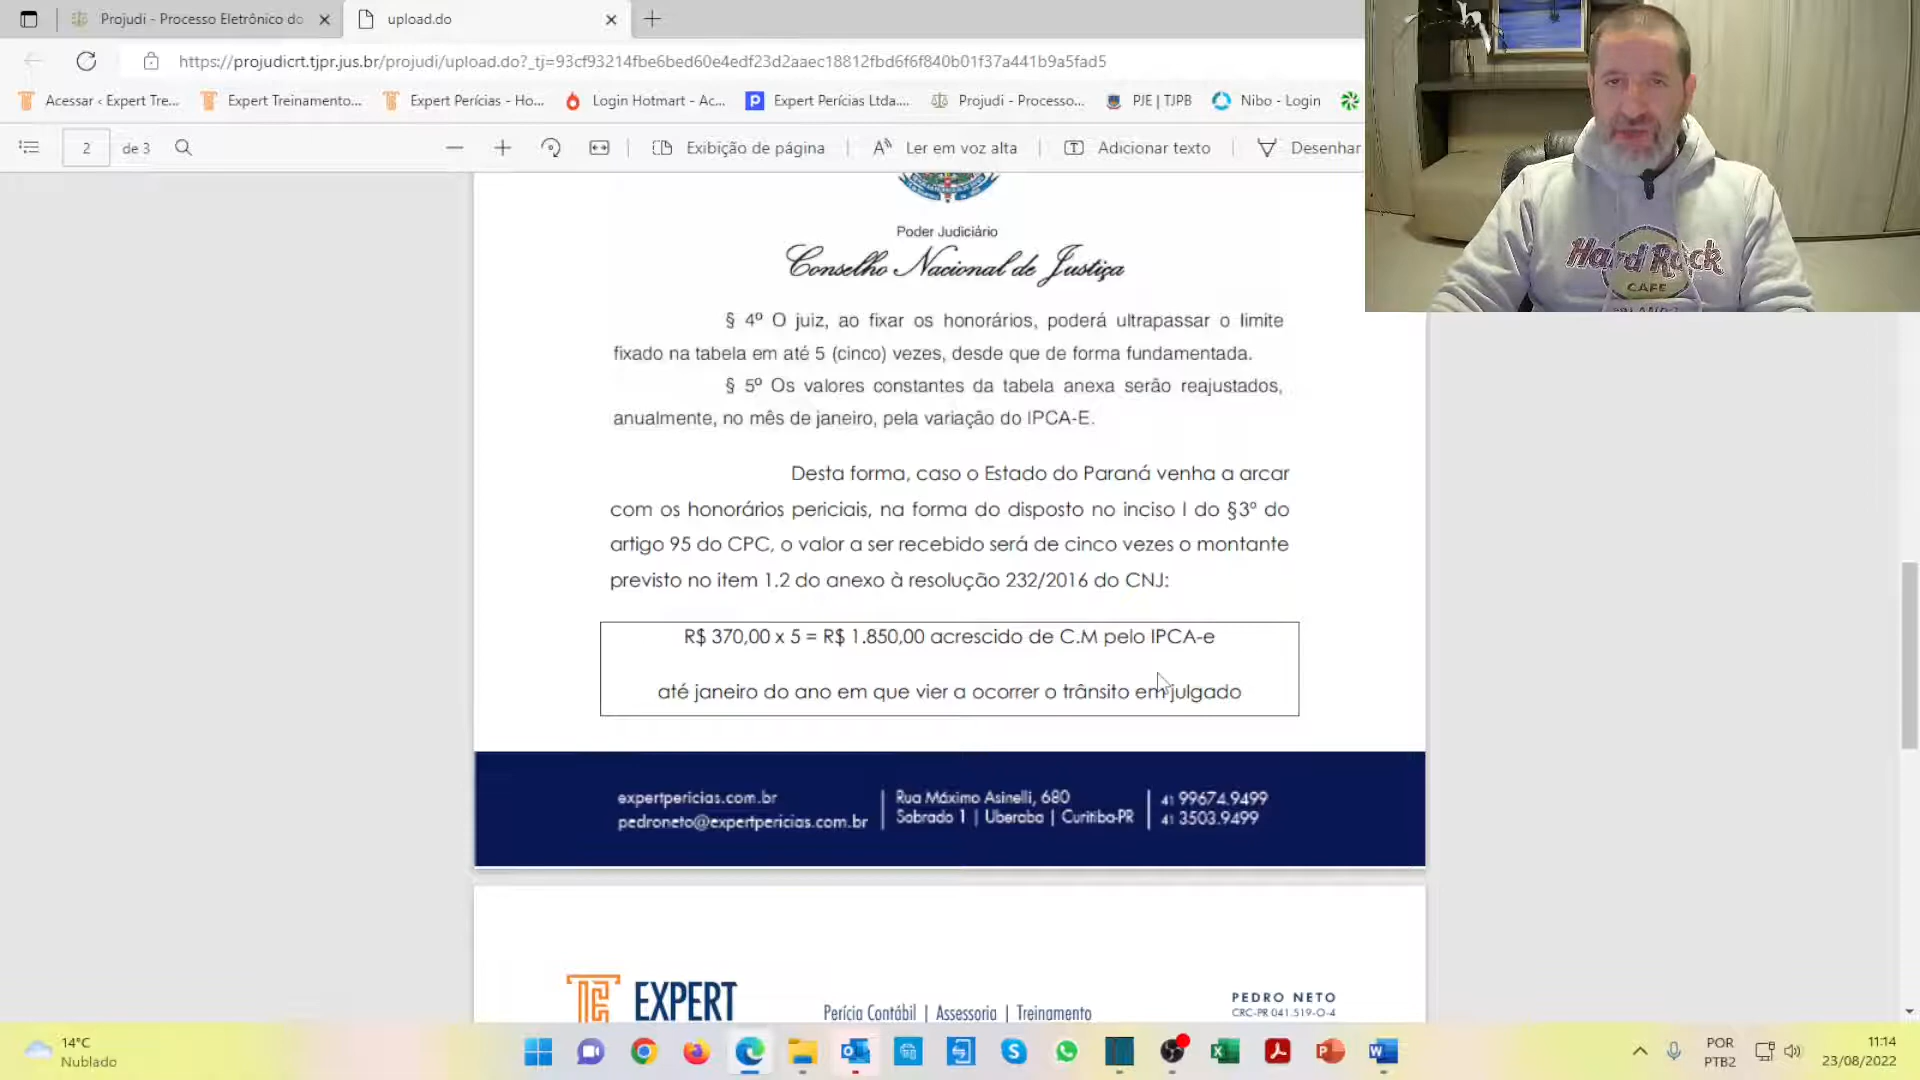 Projudi - Processo Eletrônico do
upload.do
https://projudicrt.tjpr.jus.br/projudi/upload.do?_tj=93cf93214fbe6bed60e4edf23d2aaec18812fbd6f6f840b01f37a441b9a5fad5
Acessar ‹ Expert Tre...
Expert Treinamento...
Expert Perícias - Ho...
Login Hotmart - Ac...
Expert Perícias Ltda....
Projudi - Processo...
PJE | TJPB
Nibo - Login
2 de 3
Exibição de página
Ler em voz alta
Adicionar texto
Desenhar
Hard Rock
CAFE
Poder Judiciário
Conselho Nacional de Justiça
§ 4º O juiz, ao fixar os honorários, poderá ultrapassar o limite
fixado na tabela em até 5 (cinco) vezes, desde que de forma fundamentada.
§ 5º Os valores constantes da tabela anexa serão reajustados,
anualmente, no mês de janeiro, pela variação do IPCA-E.
Desta forma, caso o Estado do Paraná venha a arcar
com os honorários periciais, na forma do disposto no inciso I do §3º do
artigo 95 do CPC, o valor a ser recebido será de cinco vezes o montante
previsto no item 1.2 do anexo à resolução 232/2016 do CNJ:
R$ 370,00 x 5 = R$ 1.850,00 acrescido de C.M pelo IPCA-e
até janeiro do ano em que vier a ocorrer o trânsito em julgado
expertpericias.com.br
pedroneto@expertpericias.com.br
Rua Máximo Asinelli, 680
Sobrado 1 | Uberaba | Curitiba-PR
41 99674.9499
41 3503.9499
EXPERT
Perícia Contábil | Assessoria | Treinamento
PEDRO NETO
CRC-PR 041.519-O-4
14°C
Nublado
POR
PTB2
11:14
23/08/2022